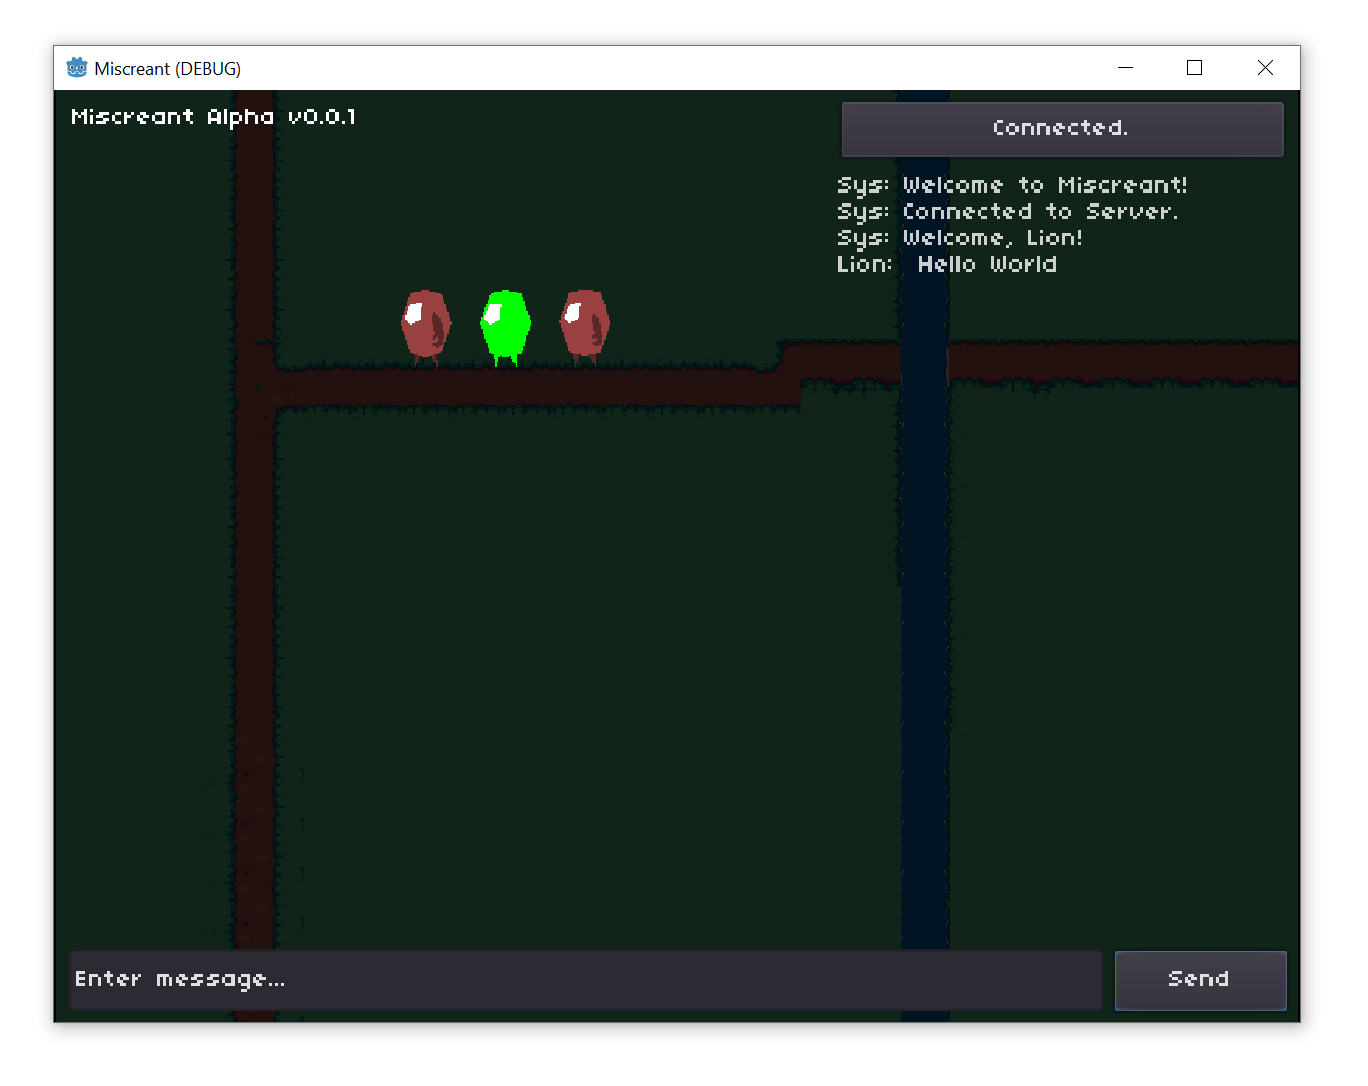 Miscreant (DEBUG)
Miscreant Alpha v0.0.1
Connected.
Sys: Welcome to Miscreant!
Sys: Connected to Server.
Sys: Welcome, Lion!
Lion:  Hello World
Enter message...
Send